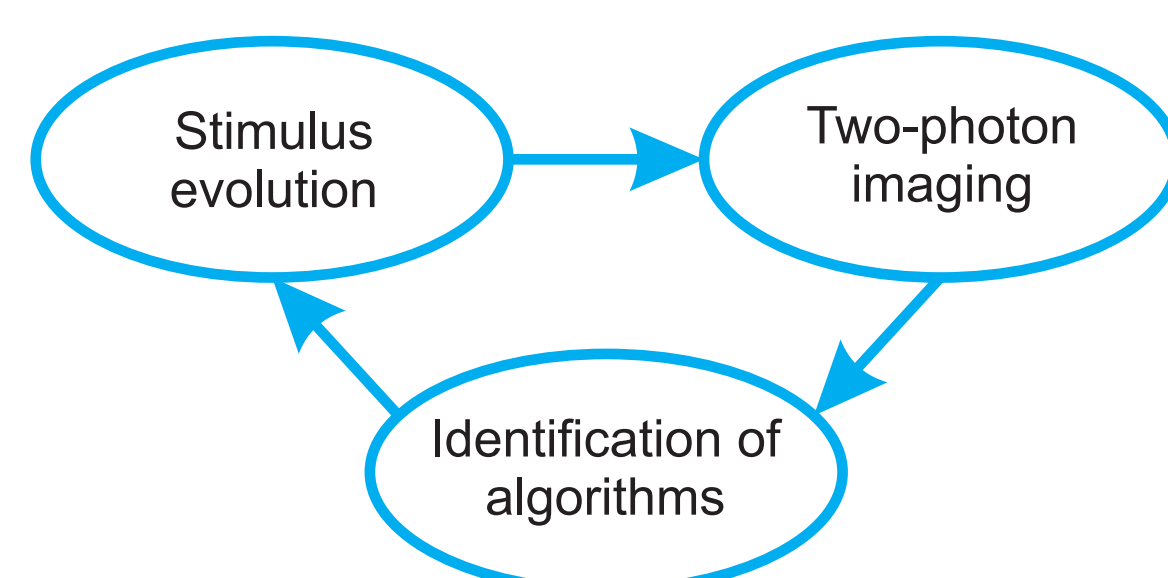 Stimulus
evolution
Two-photon
imaging
Identification of
algorithms